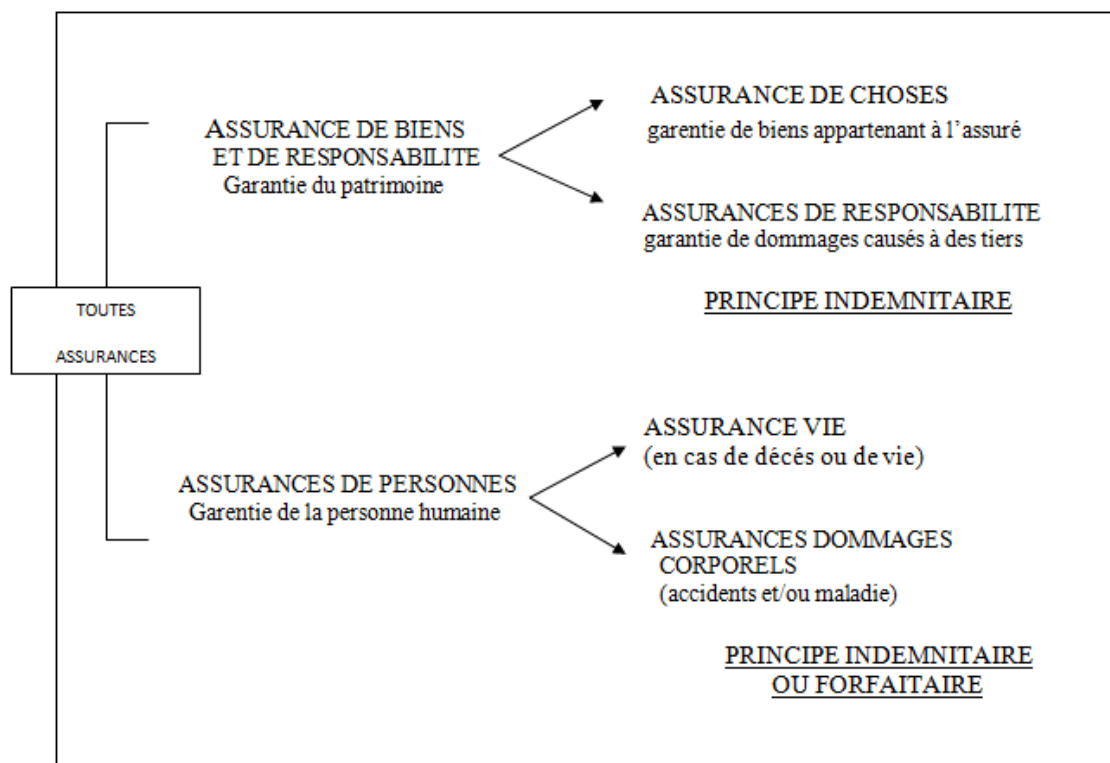 ASSURANCE DE CHOSES
garentie de biens appartenant à l'assuré
ASSURANCE DE BIENS
ET DE RESPONSABILITE
Garantie du patrimoine
ASSURANCES DE RESPONSABILITE
garantie de dommages causés à des tiers
PRINCIPE INDEMNITAIRE
TOUTES
ASSURANCES
ASSURANCE VIE
(en cas de décés ou de vie)
ASSURANCES DE PERSONNES
Garentie de la personne humaine
ASSURANCES DOMMAGES
CORPORELS
(accidents et/ou maladie)
PRINCIPE INDEMNITAIRE
OU FORFAITAIRE